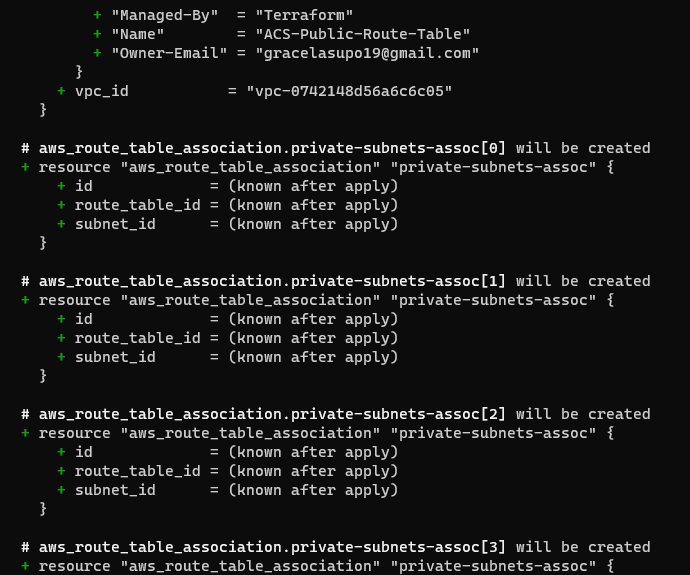 + "Managed-By"  = "Terraform"
+ "Name"        = "ACS-Public-Route-Table"
+ "Owner-Email" = "gracelasupo19@gmail.com"
}
+ vpc_id           = "vpc-0742148d56a6c6c05"
}
# aws_route_table_association.private-subnets-assoc[0] will be created
+ resource "aws_route_table_association" "private-subnets-assoc" {
+ id             = (known after apply)
+ route_table_id = (known after apply)
+ subnet_id      = (known after apply)
}
# aws_route_table_association.private-subnets-assoc[1] will be created
+ resource "aws_route_table_association" "private-subnets-assoc" {
+ id             = (known after apply)
+ route_table_id = (known after apply)
+ subnet_id      = (known after apply)
}
# aws_route_table_association.private-subnets-assoc[2] will be created
+ resource "aws_route_table_association" "private-subnets-assoc" {
+ id             = (known after apply)
+ route_table_id = (known after apply)
+ subnet_id      = (known after apply)
}
# aws_route_table_association.private-subnets-assoc[3] will be created
+ resource "aws_route_table_association" "private-subnets-assoc" {